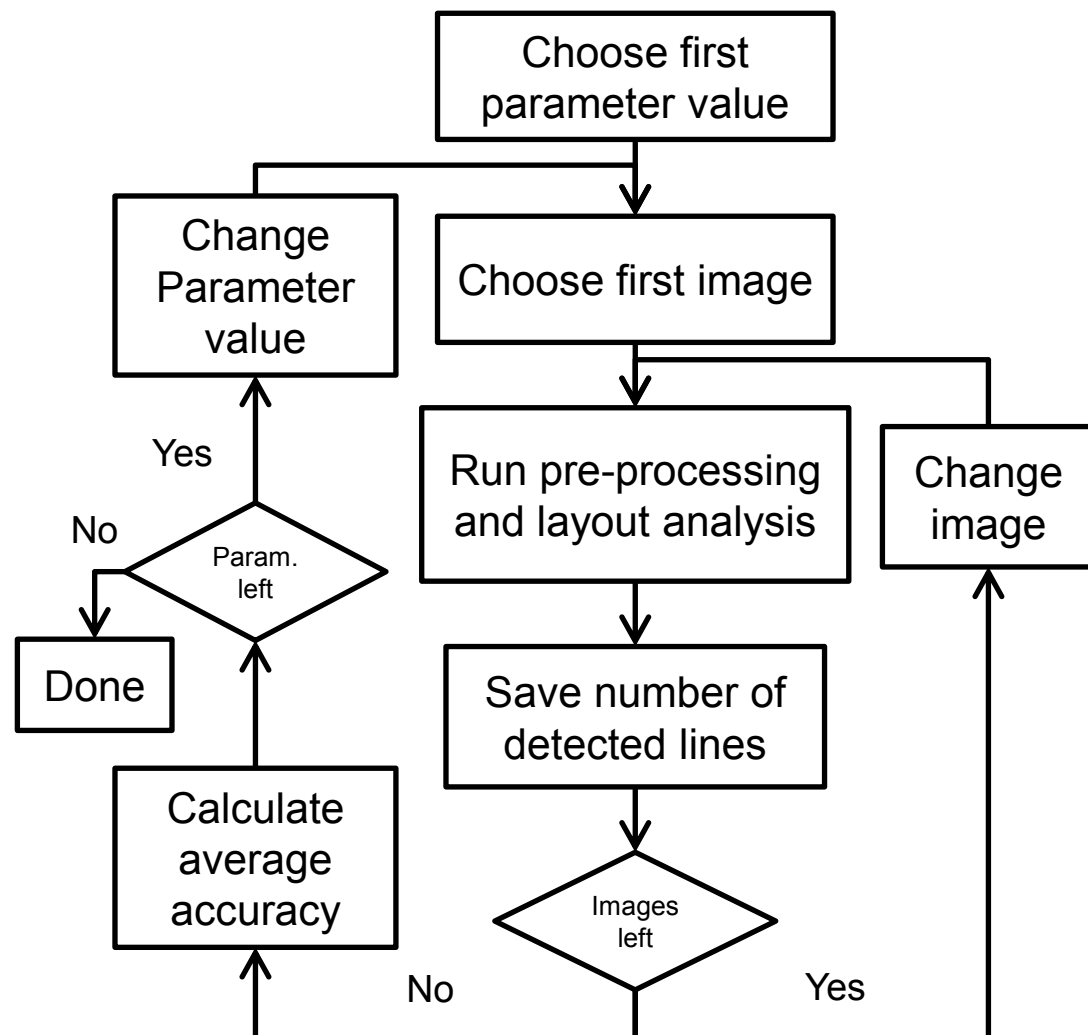 Choose first
parameter value
Change
Parameter
value
Choose first image
Yes
Run pre-processing
and layout analysis
Change
image
No
Param.
left
Done
Save number of
detected lines
Calculate
average
accuracy
Images
left
No
Yes